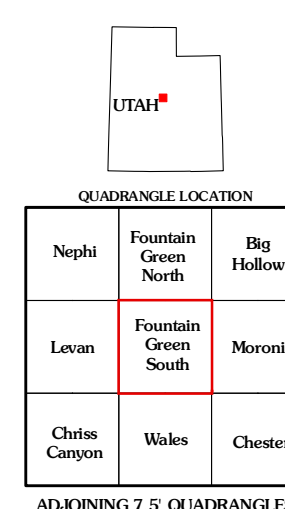 UTAH
QUADRANGLE LOCATION
Nephi
Fountain
Green
North
Big
Hollow
Levan
Fountain
Green
South
Moroni
Chriss
Canyon
Wales
Chester
ADJOINING 7.5' QUADRANGLES